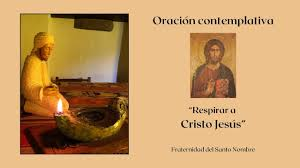 Oración contemplativa
“Respirar a
Cristo Jesús”
Fraternidad del Santo Nombre